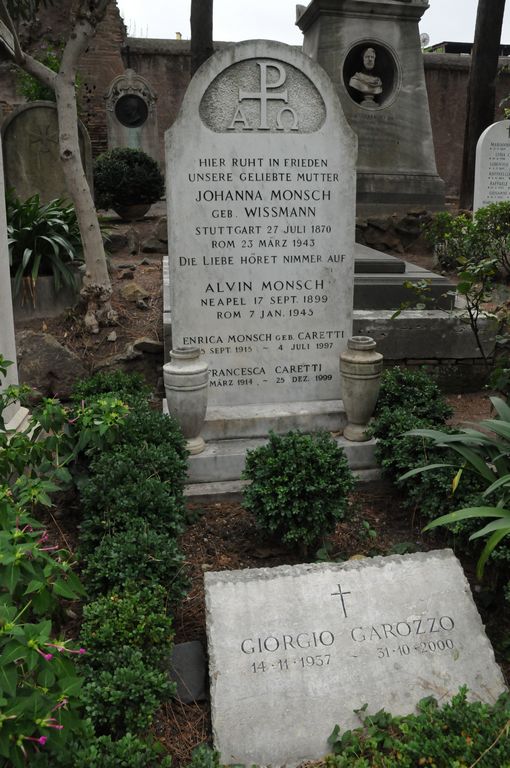 Α Ω
HIER RUHT IN FRIEDEN
UNSERE GELIEBTE MUTTER
JOHANNA MONSCH
GEB. WISSMANN
STUTTGART 27 JULI 1870
ROM 23 MÄRZ 1943
DIE LIEBE HÖRET NIMMER AUF
ALVIN MONSCH
NEAPEL 17 SEPT. 1899
ROM 7 JAN. 1945
ENRICA MONSCH GEB. CARETTI
SEPT. 1915 ~ 4 JULI 1997
FRANCESCA CARETTI
MÄRZ 1914 ~ 25 DEZ. 1999
GIORGIO GAROZZO
14·11·1937 ~ 31·10·2000